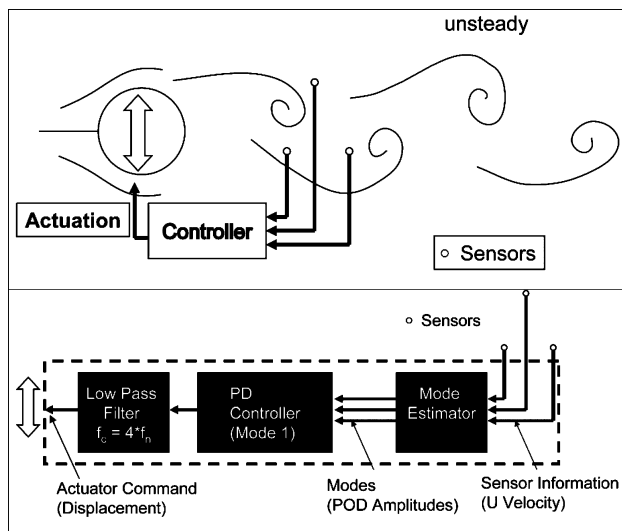 unsteady
Actuation
Controller
Sensors
Sensors
Low Pass
Filter
f_c = 4*f_n
PD
Controller
(Mode 1)
Mode
Estimator
Actuator Command
(Displacement)
Modes
(POD Amplitudes)
Sensor Information
(U Velocity)